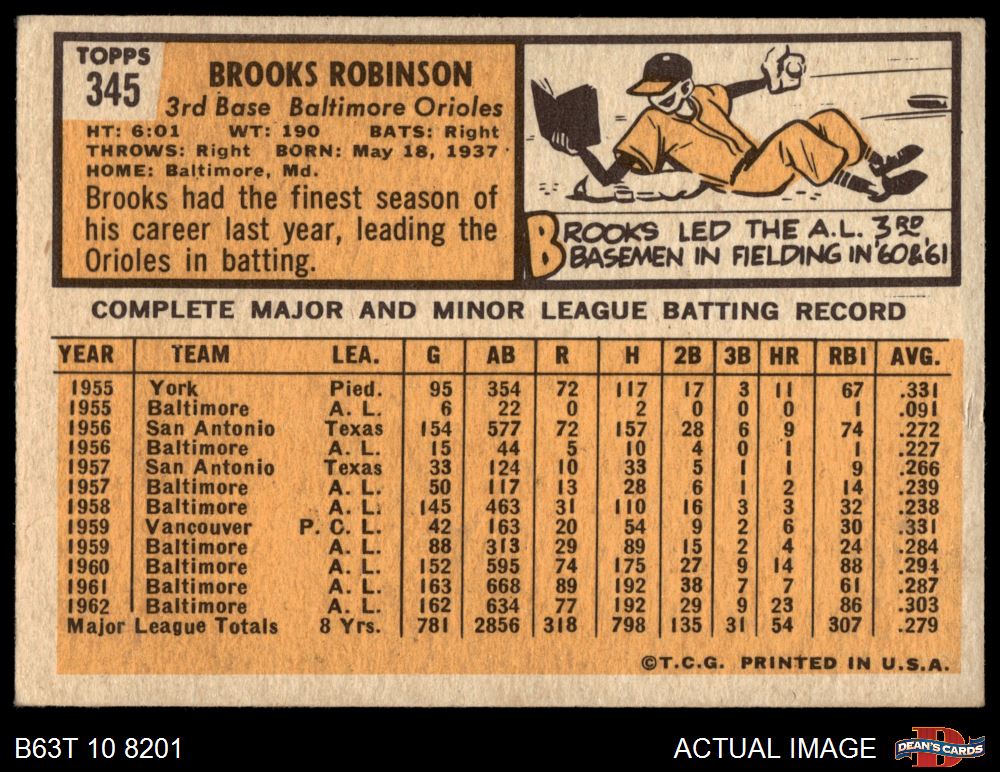 TOPPS
345
BROOKS ROBINSON
3rd Base Baltimore Orioles
HT: 6:01 WT: 190 BATS: Right
THROWS: Right BORN: May 18, 1937
HOME: Baltimore, Md.
Brooks had the finest season of
his career last year, leading the
Orioles in batting.
BROOKS LED THE A.L. 3RD
BASEMEN IN FIELDING IN '60&'61
COMPLETE MAJOR AND MINOR LEAGUE BATTING RECORD
YEAR TEAM LEA. G AB R H 2B 3B HR RBI AVG.
1955 York Pied. 95 354 72 117 17 3 11 67 .331
1955 Baltimore A. L. 6 22 0 2 0 0 0 1 .091
1956 San Antonio Texas 154 577 72 157 28 6 9 74 .272
1956 Baltimore A. L. 15 44 5 10 4 0 1 1 .227
1957 San Antonio Texas 33 124 10 33 5 1 1 9 .266
1957 Baltimore A. L. 50 117 13 28 6 1 2 14 .239
1958 Baltimore A. L. 145 463 31 110 16 3 3 32 .238
1959 Vancouver P. C. L. 42 163 20 54 9 2 6 30 .331
1959 Baltimore A. L. 88 313 29 89 15 2 4 24 .284
1960 Baltimore A. L. 152 595 74 175 27 9 14 88 .294
1961 Baltimore A. L. 163 668 89 192 38 7 7 61 .287
1962 Baltimore A. L. 162 634 77 192 29 9 23 86 .303
Major League Totals 8 Yrs. 781 2856 318 798 135 31 54 307 .279
©T.C.G. PRINTED IN U.S.A.
B63T 10 8201 ACTUAL IMAGE DEAN'S CARDS